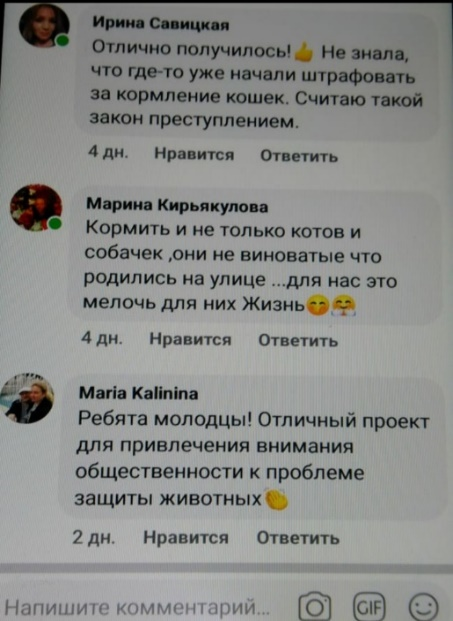 Ирина Савицкая
Отлично получилось!👍 Не знала,
что где-то уже начали штрафовать
за кормление кошек. Считаю такой
закон преступлением.
4 дн. Нравится Ответить
Марина Кирьякулова
Кормить и не только котов и
собачек ,они не виноватые что
родились на улице ...для нас это
мелочь для них Жизнь😊🤗
4 дн. Нравится Ответить
Maria Kalinina
Ребята молодцы! Отличный проект
для привлечения внимания
общественности к проблеме
защиты животных👏
2 дн. Нравится Ответить
Напишите комментарий... GIF